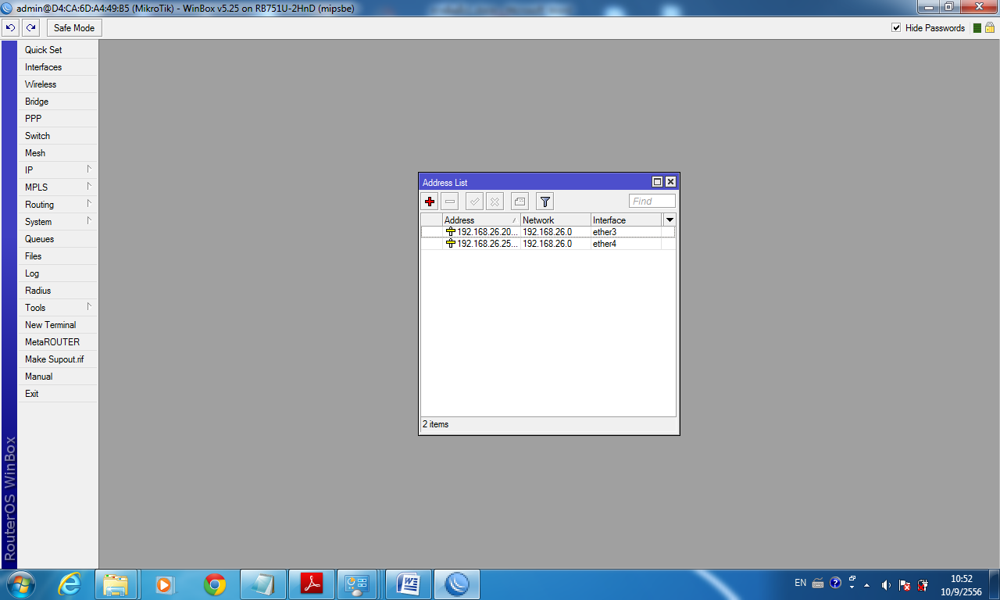 admin@D4:CA:6D:A4:49:B5 (MikroTik) - WinBox v5.25 on RB751U-2HnD (mipsbe)
Safe Mode
Hide Passwords
Quick Set
Interfaces
Wireless
Bridge
PPP
Switch
Mesh
IP
MPLS
Routing
System
Queues
Files
Log
Radius
Tools
New Terminal
MetaROUTER
Make Supout.rif
Manual
Exit
RouterOS WinBox
Address List
Find
Address Network Interface
192.168.26.20... 192.168.26.0 ether3
192.168.26.25... 192.168.26.0 ether4
2 items
EN
10:52
10/9/2556